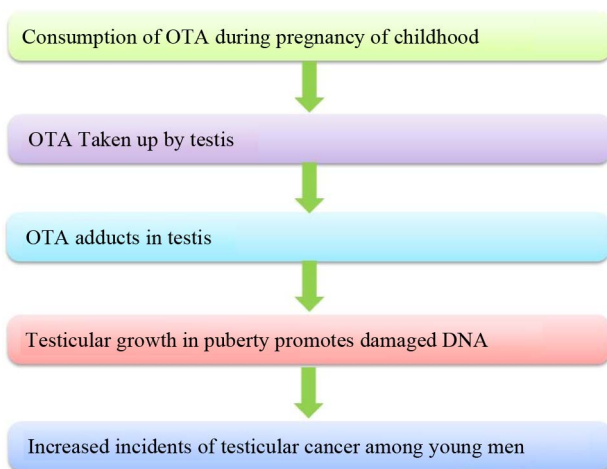 Consumption of OTA during pregnancy of childhood
OTA Taken up by testis
OTA adducts in testis
Testicular growth in puberty promotes damaged DNA
Increased incidents of testicular cancer among young men